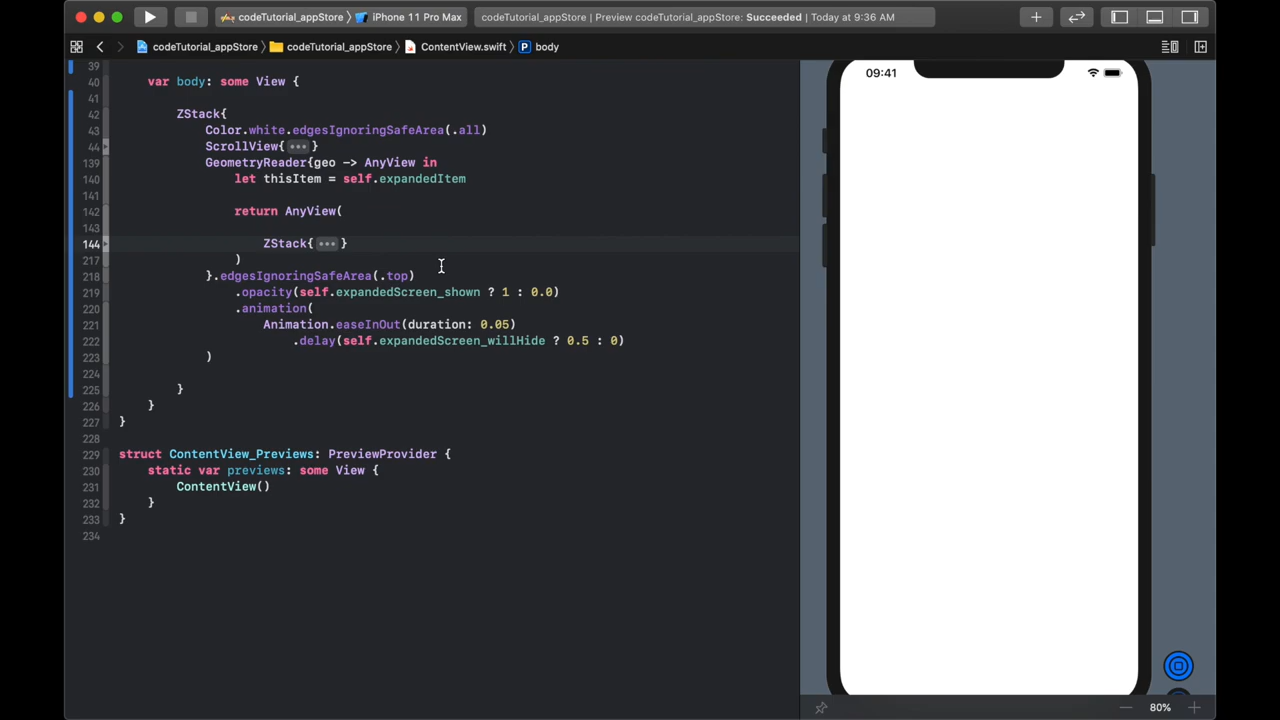 codeTutorial_appStore > iPhone 11 Pro Max
codeTutorial_appStore | Preview codeTutorial_appStore: Succeeded | Today at 9:36 AM
codeTutorial_appStore > codeTutorial_appStore > ContentView.swift > P body
39
40 var body: some View {
41
42 ZStack{
43 Color.white.edgesIgnoringSafeArea(.all)
44 ScrollView{ ••• }
139 GeometryReader{geo -> AnyView in
140 let thisItem = self.expandedItem
141
142 return AnyView(
143
144 ZStack{ ••• }
217 )
218 }.edgesIgnoringSafeArea(.top)
219 .opacity(self.expandedScreen_shown ? 1 : 0.0)
220 .animation(
221 Animation.easeInOut(duration: 0.05)
222 .delay(self.expandedScreen_willHide ? 0.5 : 0)
223 )
224
225 }
226 }
227 }
228
229 struct ContentView_Previews: PreviewProvider {
230 static var previews: some View {
231 ContentView()
232 }
233 }
234
09:41
80%